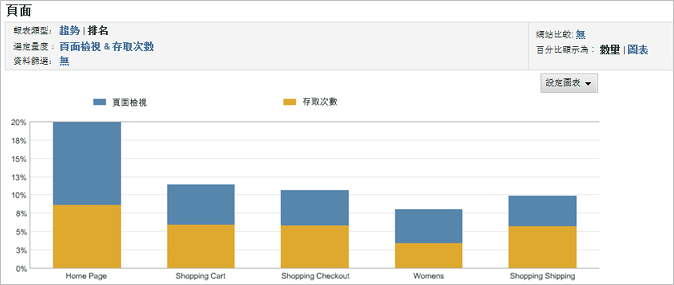 頁面
報表類型： 趨勢 | 排名
選定量度： 頁面檢視 & 存取次數
資料篩選： 無
網站比較: 無
百分比顯示為： 數量 | 圖表
設定圖表
頁面檢視 存取次數
20%
18%
15%
13%
10%
8%
5%
3%
0%
Home Page Shopping Cart Shopping Checkout Womens Shopping Shipping